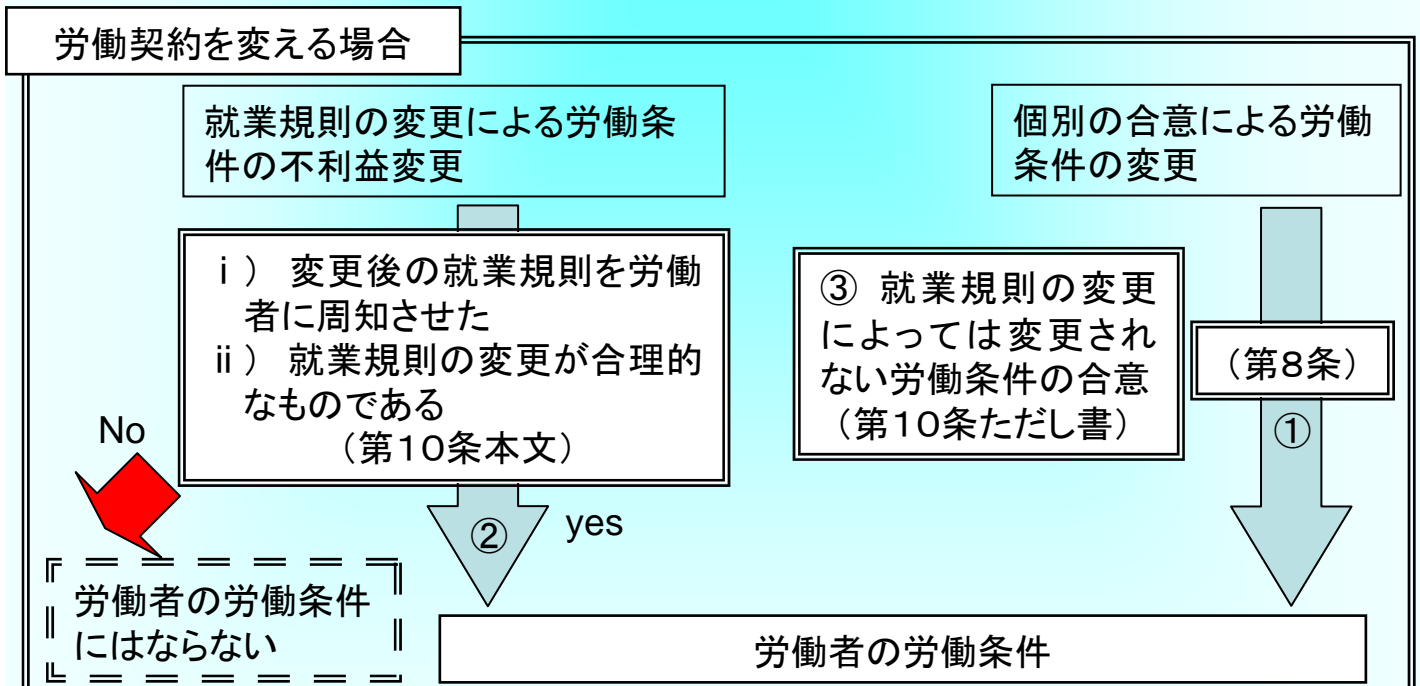 労働契約を変える場合
就業規則の変更による労働条
件の不利益変更
個別の合意による労働
条件の変更
ⅰ） 変更後の就業規則を労働
者に周知させた
ⅱ） 就業規則の変更が合理的
なものである
（第１０条本文）
③ 就業規則の変更
によっては変更され
ない労働条件の合意
（第１０条ただし書）
（第８条）
①
No
②
yes
労働者の労働条件
にはならない
労働者の労働条件